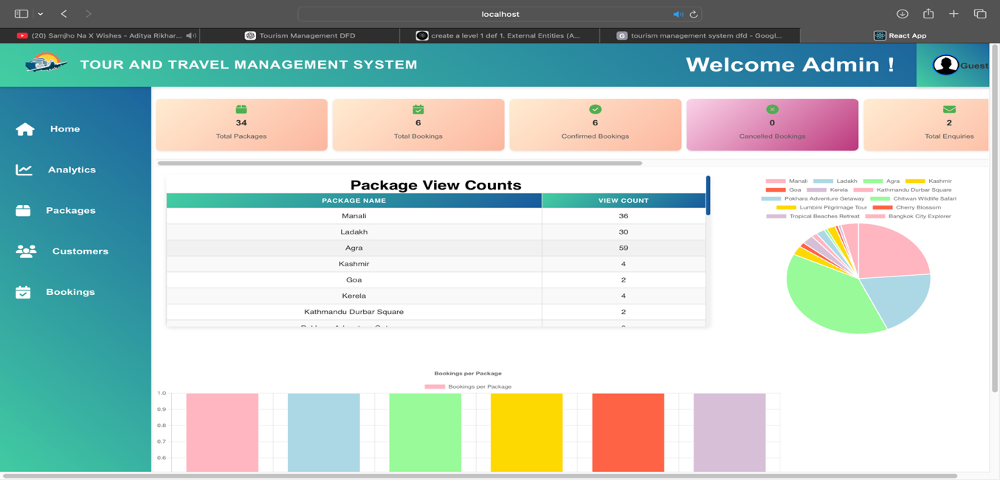 localhost
(20) Samjho Na X Wishes - Aditya Rikhar...
Tourism Management DFD
create a level 1 def 1. External Entities (A...
G tourism management system dfd - Googl...
React App
TOUR AND TRAVEL MANAGEMENT SYSTEM
Welcome Admin !
Guest
Home
Analytics
Packages
Customers
Bookings
34
Total Packages
6
Total Bookings
6
Confirmed Bookings
0
Cancelled Bookings
2
Total Enquiries
Package View Counts
PACKAGE NAME VIEW COUNT
Manali 36
Ladakh 30
Agra 59
Kashmir 4
Goa 2
Kerela 4
Kathmandu Durbar Square 2
Manali Ladakh Agra Kashmir
Goa Kerela Kathmandu Durbar Square
Pokhara Adventure Getaway Chitwan Wildlife Safari
Lumbini Pilgrimage Tour Cherry Blossom
Tropical Beaches Retreat Bangkok City Explorer
Bookings per Package
Bookings per Package
1.0
0.9
0.8
0.7
0.6